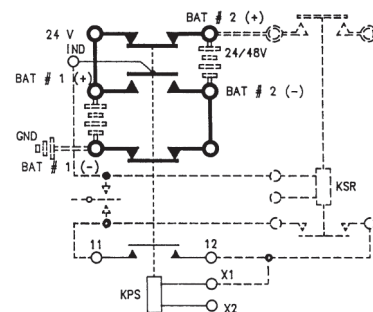 24 V
BAT # 2 (+)
IND
24/48V
BAT # 1 (+)
BAT # 2 (-)
GND
BAT # 1 (-)
KSR
11
12
X1
KPS
X2